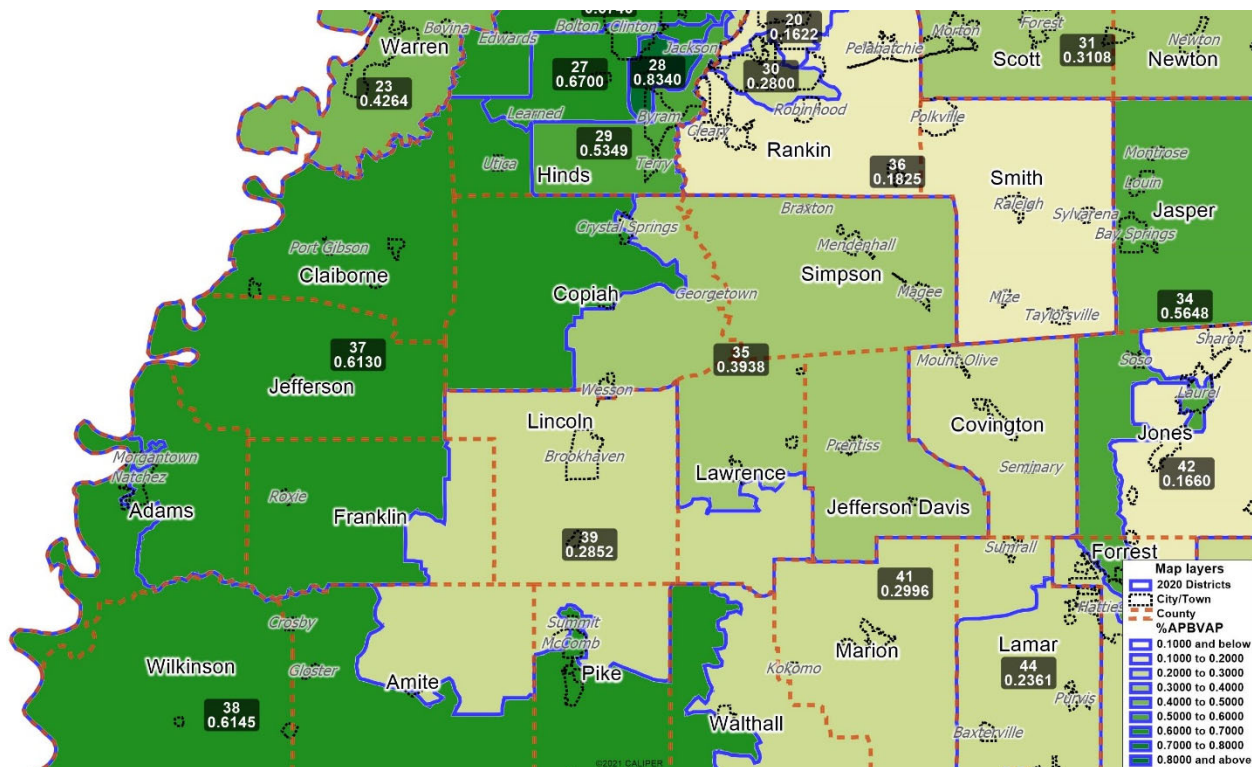 0.6740
Bovina
Warren
23
0.4264
Edwards
Bolton
Clinton
Jackson
27
0.6700
28
0.8340
Learned
Byram
29
0.5349
Utica
Hinds
Terry
20
0.1622
30
0.2800
Pelahatchie
Robinhood
Cleary
Rankin
36
0.1825
Morton
Forest
Scott
31
0.3108
Newton
Newton
Polkville
Smith
Raleigh
Sylvarena
Montrose
Louin
Jasper
Bay Springs
Crystal Springs
Braxton
Mendenhall
Simpson
Magee
Mize
Taylorsville
Port Gibson
Claiborne
Copiah
Georgetown
34
0.5648
37
0.6130
Jefferson
35
0.3938
Mount Olive
Soso
Sharon
Wesson
Laurel
Lincoln
Brookhaven
Covington
Jones
Prentiss
Lawrence
Seminary
42
0.1660
Morgantown
Natchez
Adams
Roxie
Franklin
Jefferson Davis
39
0.2852
Sumrall
Forrest
41
0.2996
Crosby
Summit
McComb
Pike
Wilkinson
Gloster
Amite
Kokomo
Marion
Lamar
44
0.2361
38
0.6145
Walthall
Purvis
Baxterville
Map layers
2020 Districts
City/Town
County
%APBVAP
0.1000 and below
0.1000 to 0.2000
0.2000 to 0.3000
0.3000 to 0.4000
0.4000 to 0.5000
0.5000 to 0.6000
0.6000 to 0.7000
0.7000 to 0.8000
0.8000 and above
©2021 CALIPER